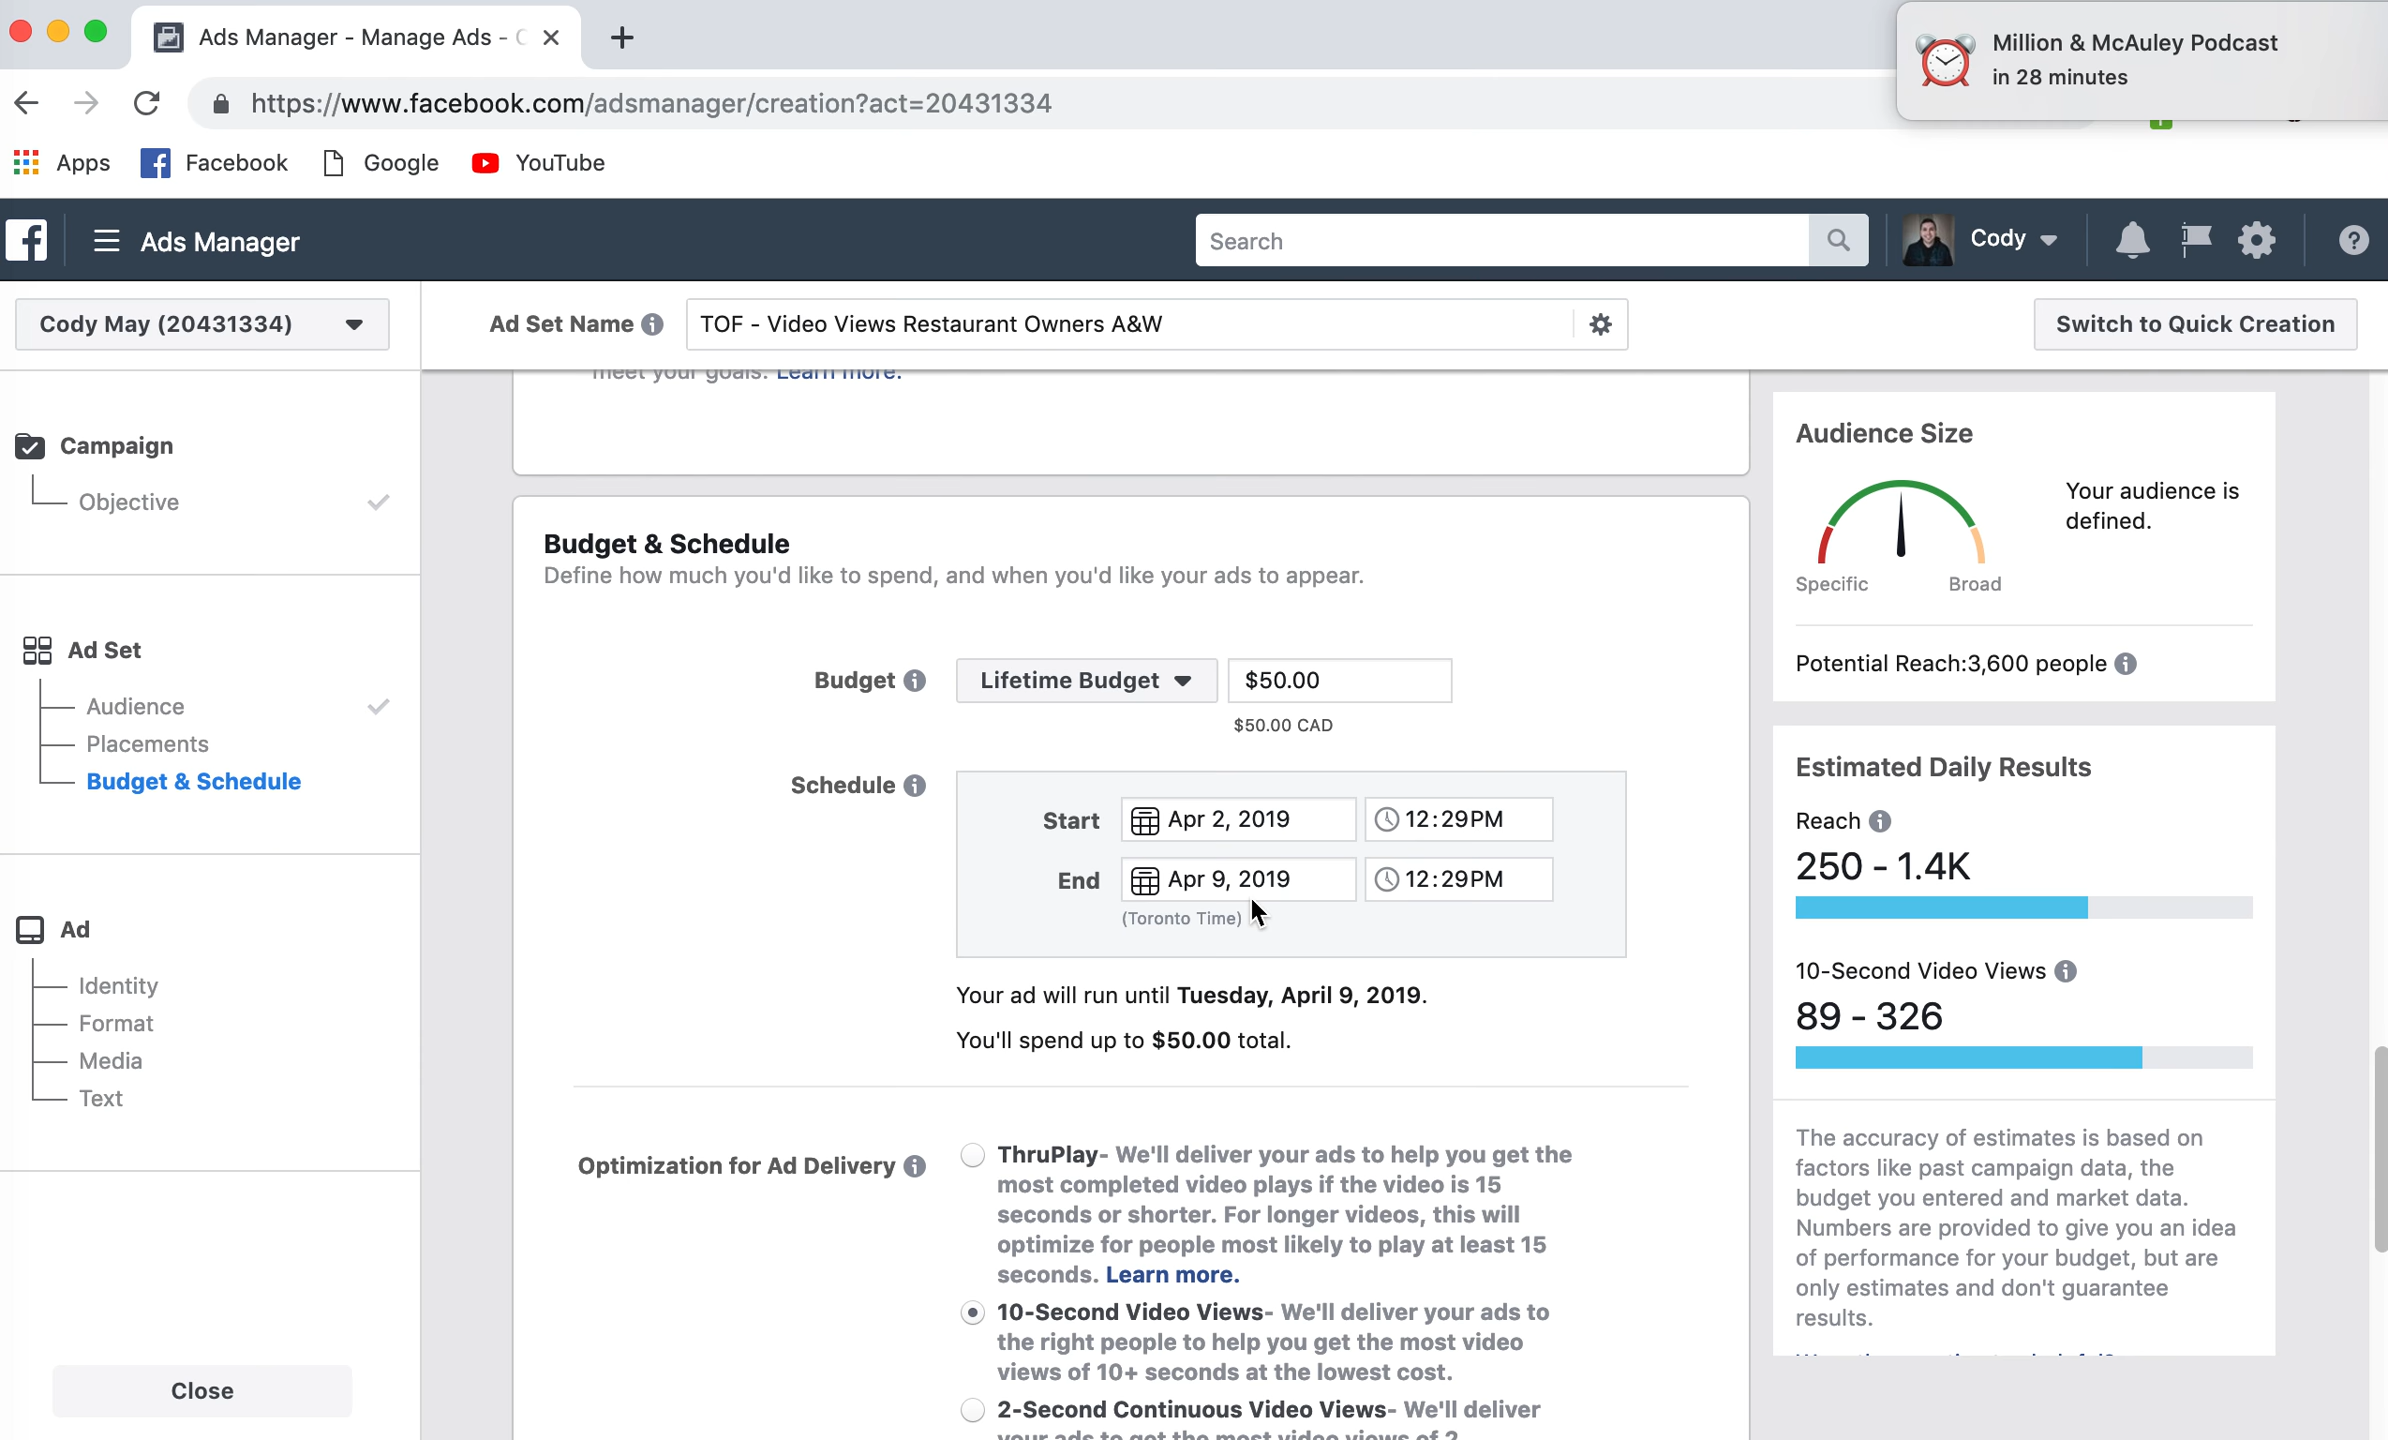 Ads Manager - Manage Ads -
Million & McAuley Podcast
in 28 minutes
https://www.facebook.com/adsmanager/creation?act=20431334
Apps
Facebook
Google
YouTube
Ads Manager
Search
Cody
Cody May (20431334)
Ad Set Name
TOF - Video Views Restaurant Owners A&W
Switch to Quick Creation
meet your goals. Learn more.
Campaign
Objective
Ad Set
Audience
Placements
Budget & Schedule
Ad
Identity
Format
Media
Text
Close
Budget & Schedule
Define how much you'd like to spend, and when you'd like your ads to appear.
Budget
Lifetime Budget
$50.00
$50.00 CAD
Schedule
Start
Apr 2, 2019
12:29PM
End
Apr 9, 2019
12:29PM
(Toronto Time)
Your ad will run until Tuesday, April 9, 2019.
You'll spend up to $50.00 total.
Optimization for Ad Delivery
ThruPlay- We'll deliver your ads to help you get the
most completed video plays if the video is 15
seconds or shorter. For longer videos, this will
optimize for people most likely to play at least 15
seconds. Learn more.
10-Second Video Views- We'll deliver your ads to
the right people to help you get the most video
views of 10+ seconds at the lowest cost.
2-Second Continuous Video Views- We'll deliver
your ads to get the most video views of 2
Audience Size
Your audience is
defined.
Specific
Broad
Potential Reach:3,600 people
Estimated Daily Results
Reach
250 - 1.4K
10-Second Video Views
89 - 326
The accuracy of estimates is based on
factors like past campaign data, the
budget you entered and market data.
Numbers are provided to give you an idea
of performance for your budget, but are
only estimates and don't guarantee
results.